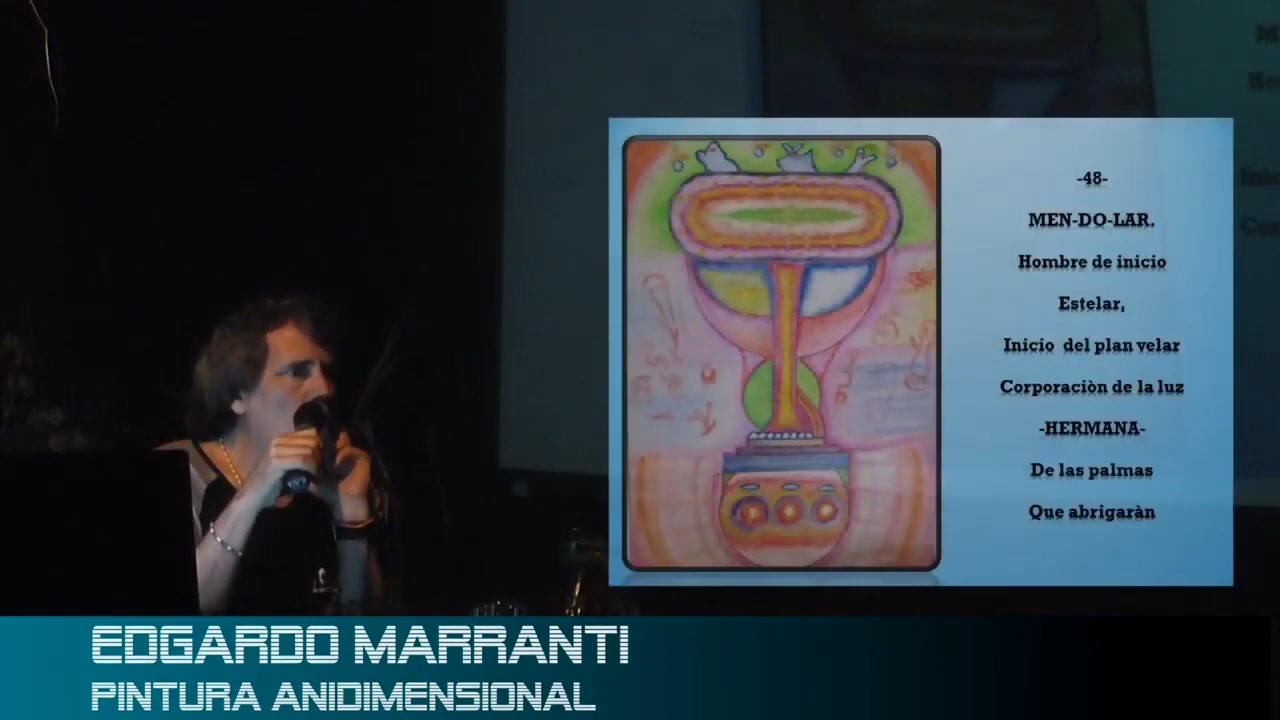 -48-
MEN-DO-LAR.
Hombre de inicio
Estelar,
Inicio del plan velar
Corporaciòn de la luz
-HERMANA-
De las palmas
Que abrigaràn
EDGARDO MARRANTI
PINTURA ANIDIMENSIONAL